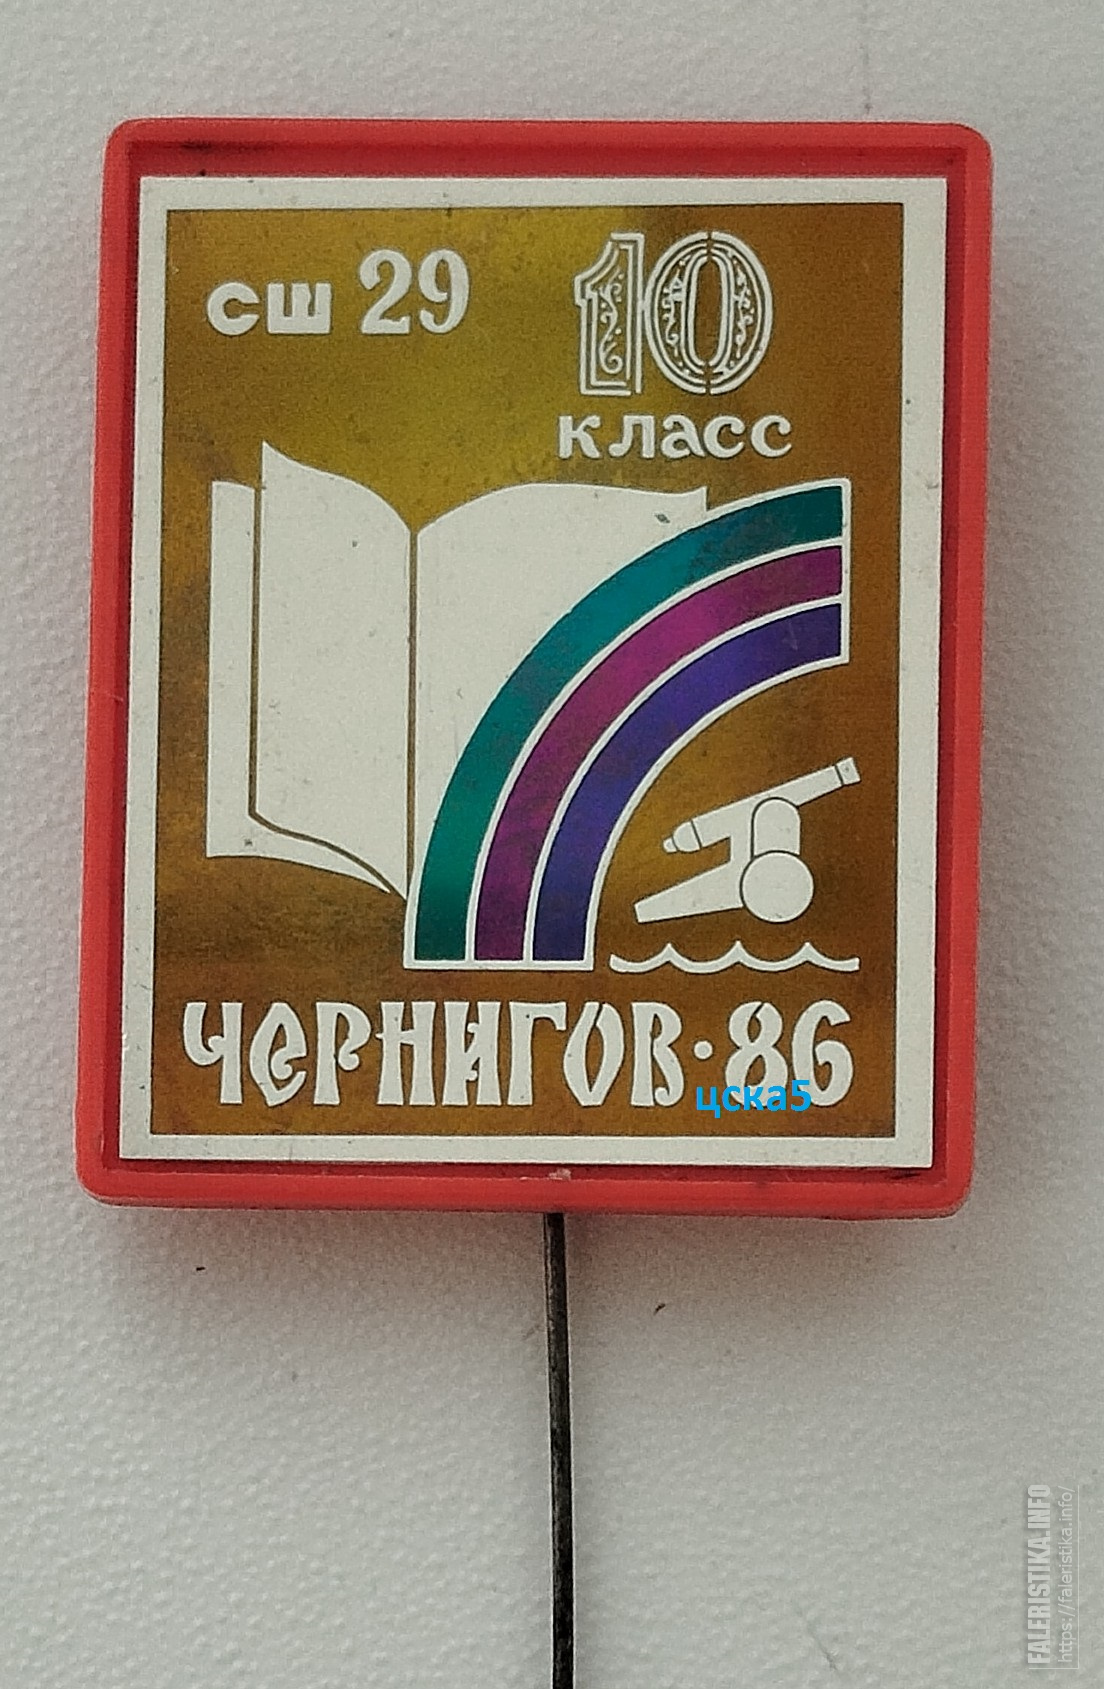 сш 29
10
класс
ЧЕРНИГОВ·86
цска5
FALERISTIKA.INFO
https://faleristika.info/